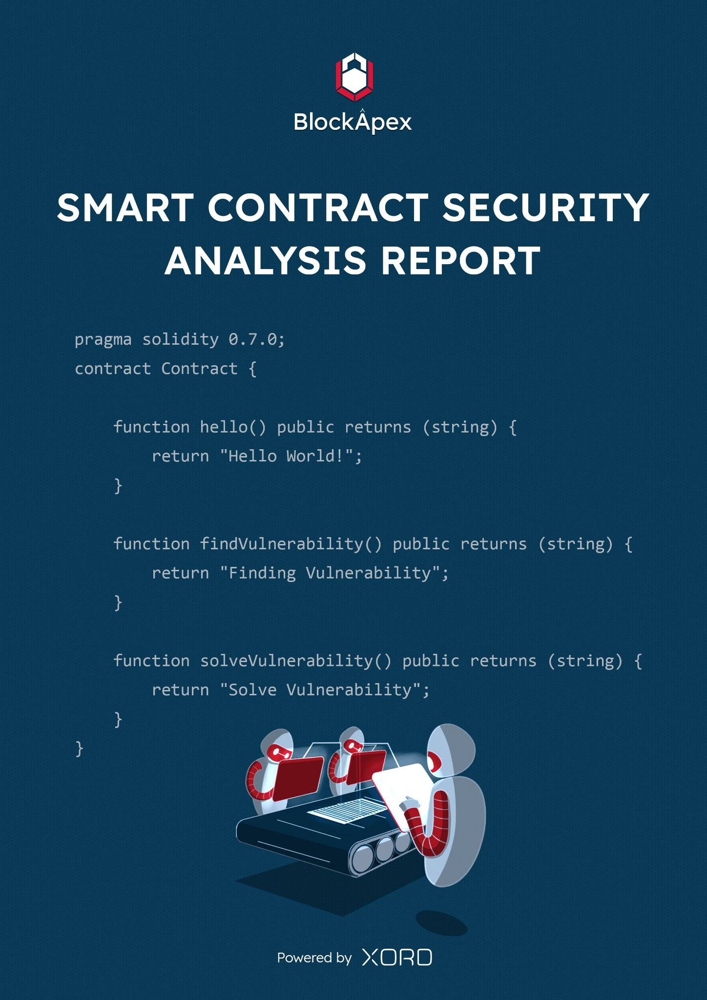 BlockÂpex
SMART CONTRACT SECURITY
ANALYSIS REPORT
pragma solidity 0.7.0;
contract Contract {
function hello() public returns (string) {
return "Hello World!";
}
function findVulnerability() public returns (string) {
return "Finding Vulnerability";
}
function solveVulnerability() public returns (string) {
return "Solve Vulnerability";
}
}
Powered by XORD